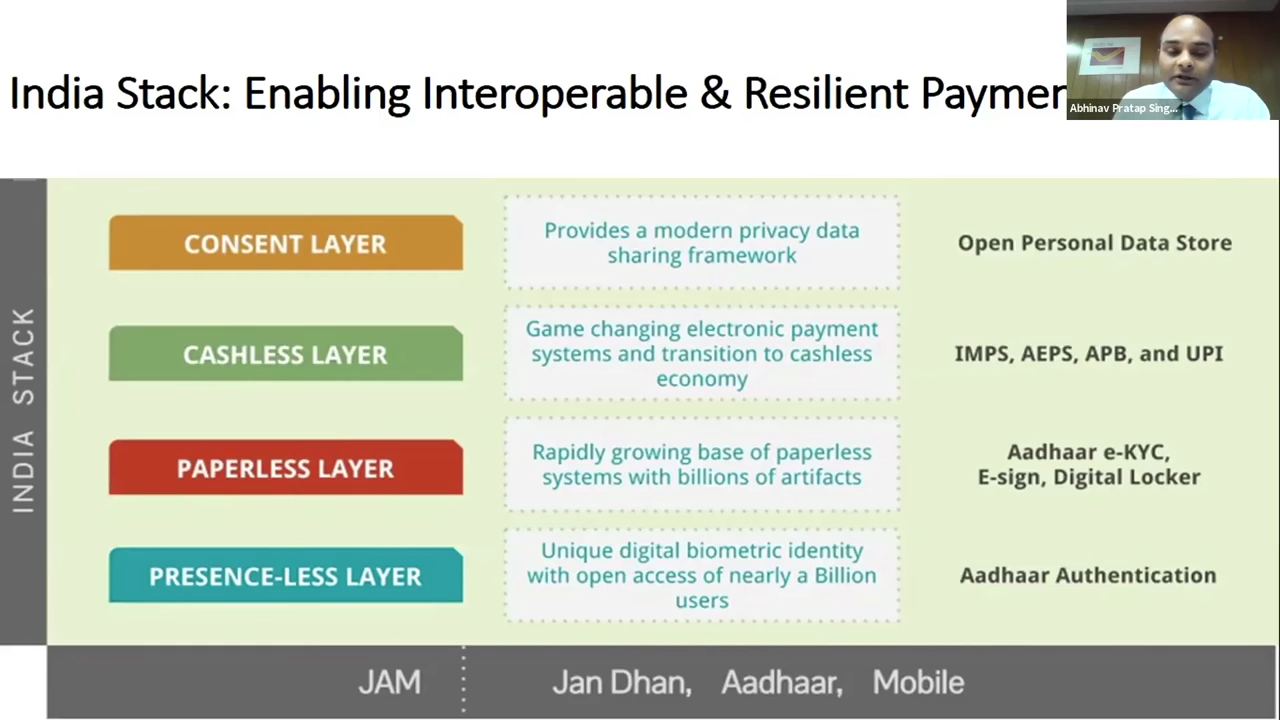 India Stack: Enabling Interoperable & Resilient
Abhinav Pratap Sing...
INDIA STACK
CONSENT LAYER
Provides a modern privacy data
sharing framework
Open Personal Data Store
CASHLESS LAYER
Game changing electronic payment
systems and transition to cashless
economy
IMPS, AEPS, APB, and UPI
PAPERLESS LAYER
Rapidly growing base of paperless
systems with billions of artifacts
Aadhaar e-KYC,
E-sign, Digital Locker
PRESENCE-LESS LAYER
Unique digital biometric identity
with open access of nearly a Billion
users
Aadhaar Authentication
JAM
Jan Dhan, Aadhaar, Mobile